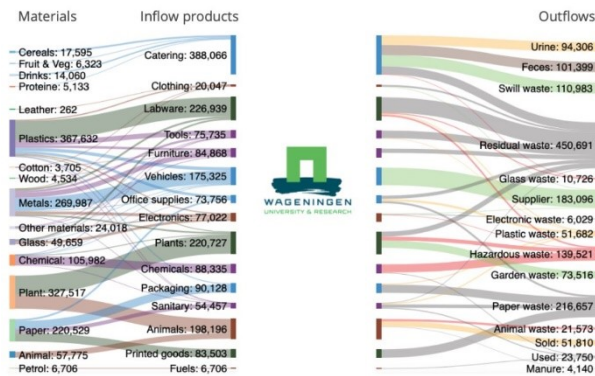 Materials
Inflow products
Outflows
Cereals: 17,595
Fruit & Veg: 6,323
Drinks: 14,060
Proteine: 5,133
Leather: 262
Plastics: 367,632
Cotton: 3,705
Wood: 4,534
Metals: 269,987
Other materials: 24,018
Glass: 49,659
Chemical: 105,982
Plant: 327,517
Paper: 220,529
Animal: 57,775
Petrol: 6,706
Catering: 388,066
Clothing: 20,047
Labware: 226,939
Tools: 75,735
Furniture: 84,868
Vehicles: 175,325
Office supplies: 73,756
Electronics: 77,022
Plants: 220,727
Chemicals: 88,335
Packaging: 90,128
Sanitary: 54,457
Animals: 198,196
Printed goods: 83,503
Fuels: 6,706
WAGENINGEN
UNIVERSITY & RESEARCH
Urine: 94,306
Feces: 101,399
Swill waste: 110,983
Residual waste: 450,691
Glass waste: 10,726
Supplier: 183,096
Electronic waste: 6,029
Plastic waste: 51,682
Hazardous waste: 139,521
Garden waste: 73,516
Paper waste: 216,657
Animal waste: 21,573
Sold: 51,810
Used: 23,750
Manure: 4,140